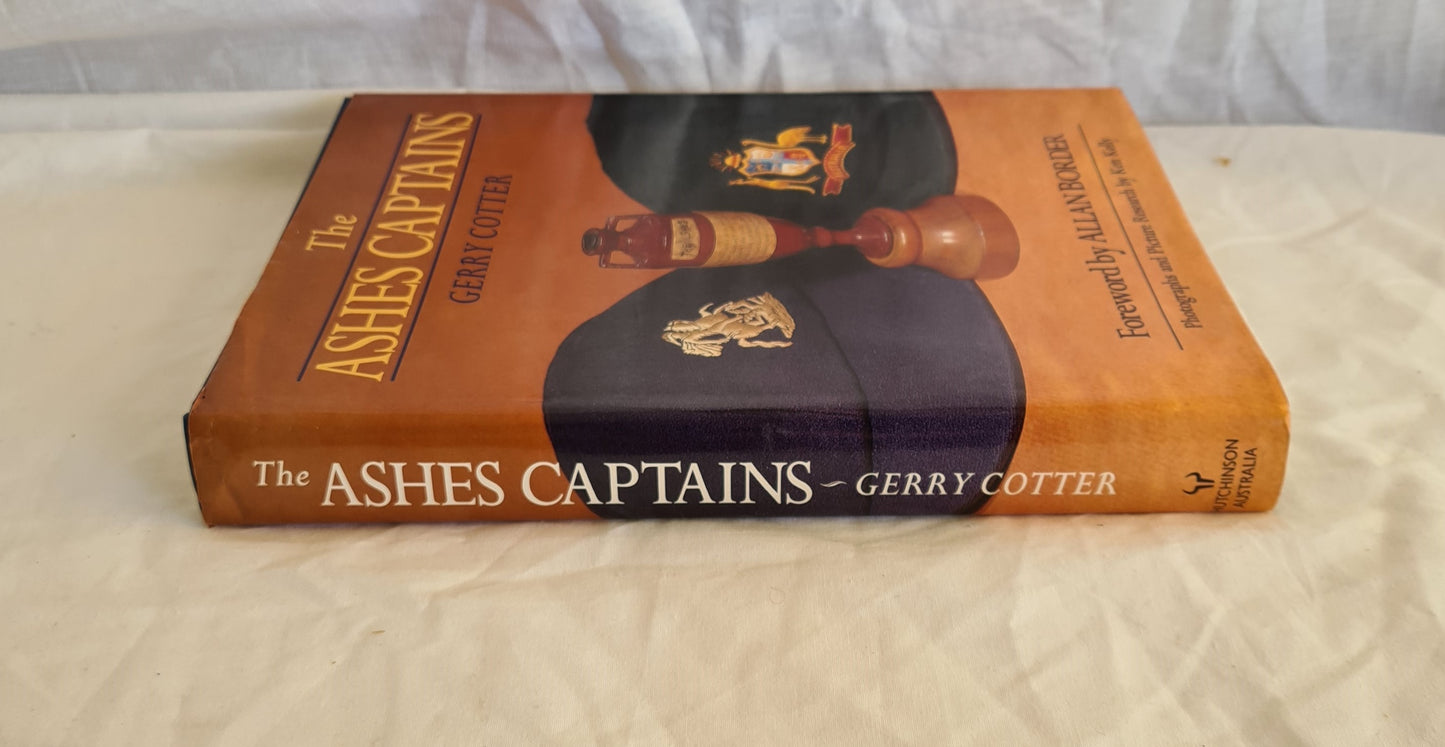 The
ASHES CAPTAINS
GERRY COTTER
Foreword by ALLAN BORDER
Photographs and Picture Research by Ken Kelly
The ASHES CAPTAINS ~ GERRY COTTER
HUTCHINSON
AUSTRALIA